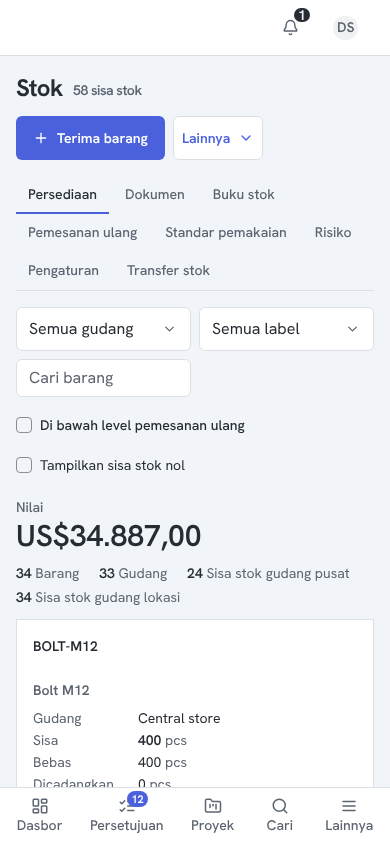 1
DS
Stok 58 sisa stok
+ Terima barang Lainnya
Persediaan Dokumen Buku stok
Pemesanan ulang Standar pemakaian Risiko
Pengaturan Transfer stok
Semua gudang Semua label
Cari barang
Di bawah level pemesanan ulang
Tampilkan sisa stok nol
Nilai
US$34.887,00
34 Barang 33 Gudang 24 Sisa stok gudang pusat
34 Sisa stok gudang lokasi
BOLT-M12
Bolt M12
Gudang Central store
Sisa 400 pcs
Bebas 400 pcs
Dicadangkan 0 pcs
12
Dasbor Persetujuan Proyek Cari Lainnya